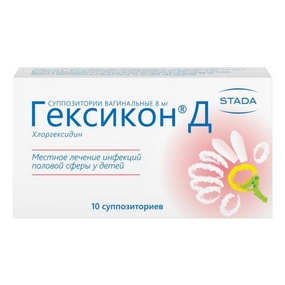 СУППОЗИТОРИИ ВАГИНАЛЬНЫЕ 8 мг
STADA
Гексикон® Д
Хлоргексидин
Местное лечение инфекций
половой сферы у детей
10 суппозиториев